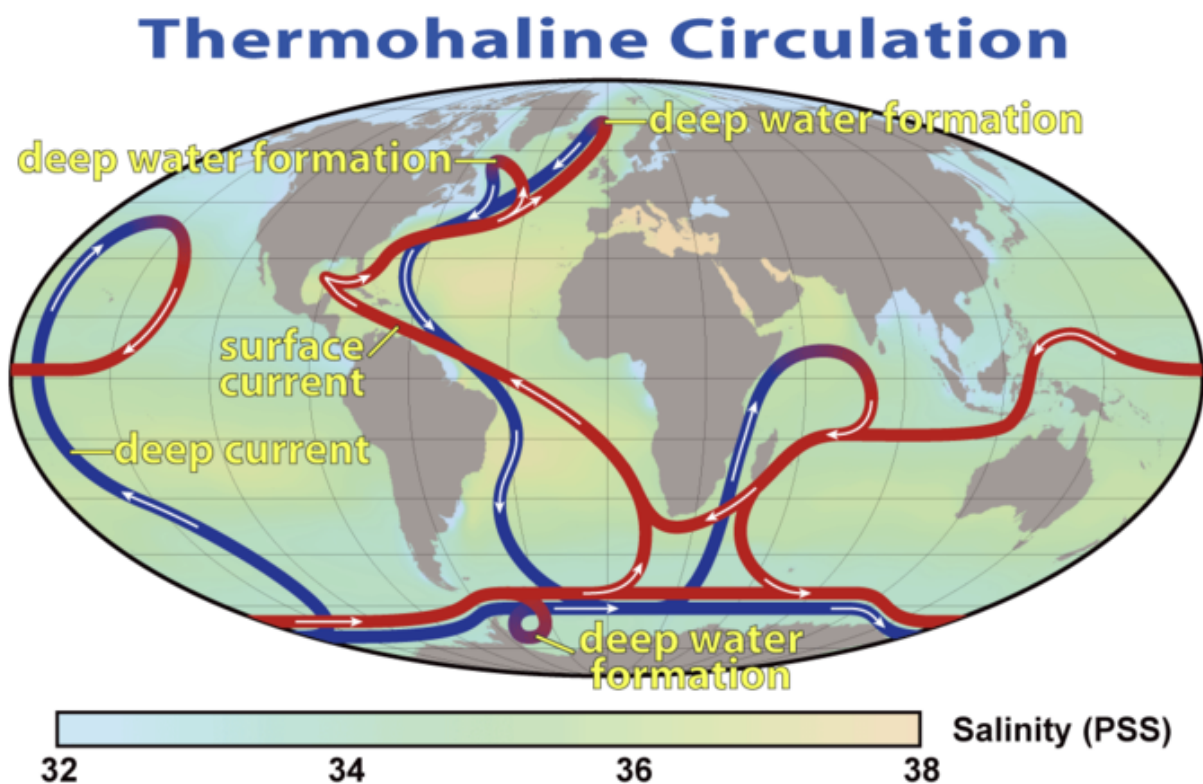 Thermohaline Circulation
deep water formation
deep water formation
surface
current
deep current
deep water
formation
Salinity (PSS)
32 34 36 38